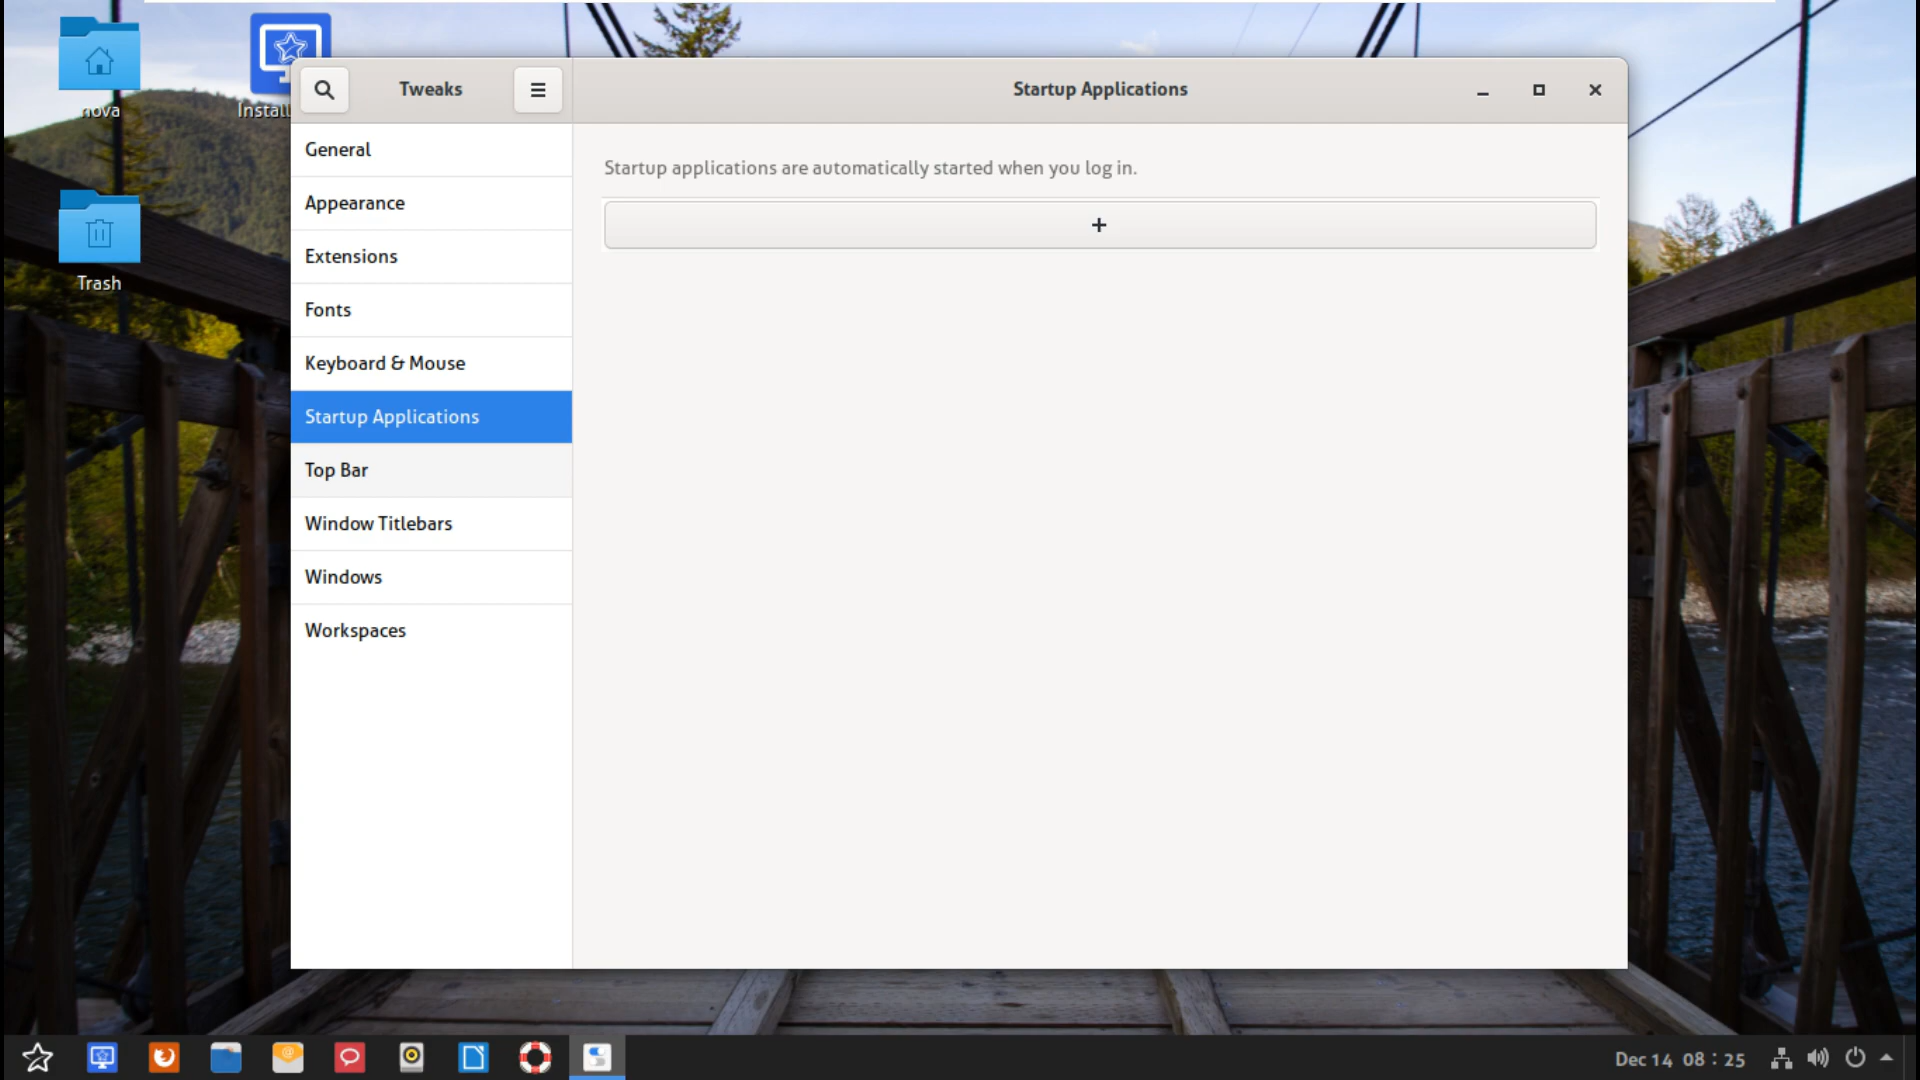 nova
Install
Trash
Tweaks
Startup Applications
General
Appearance
Extensions
Fonts
Keyboard & Mouse
Startup Applications
Top Bar
Window Titlebars
Windows
Workspaces
Startup applications are automatically started when you log in.
+
Dec 14 08:25